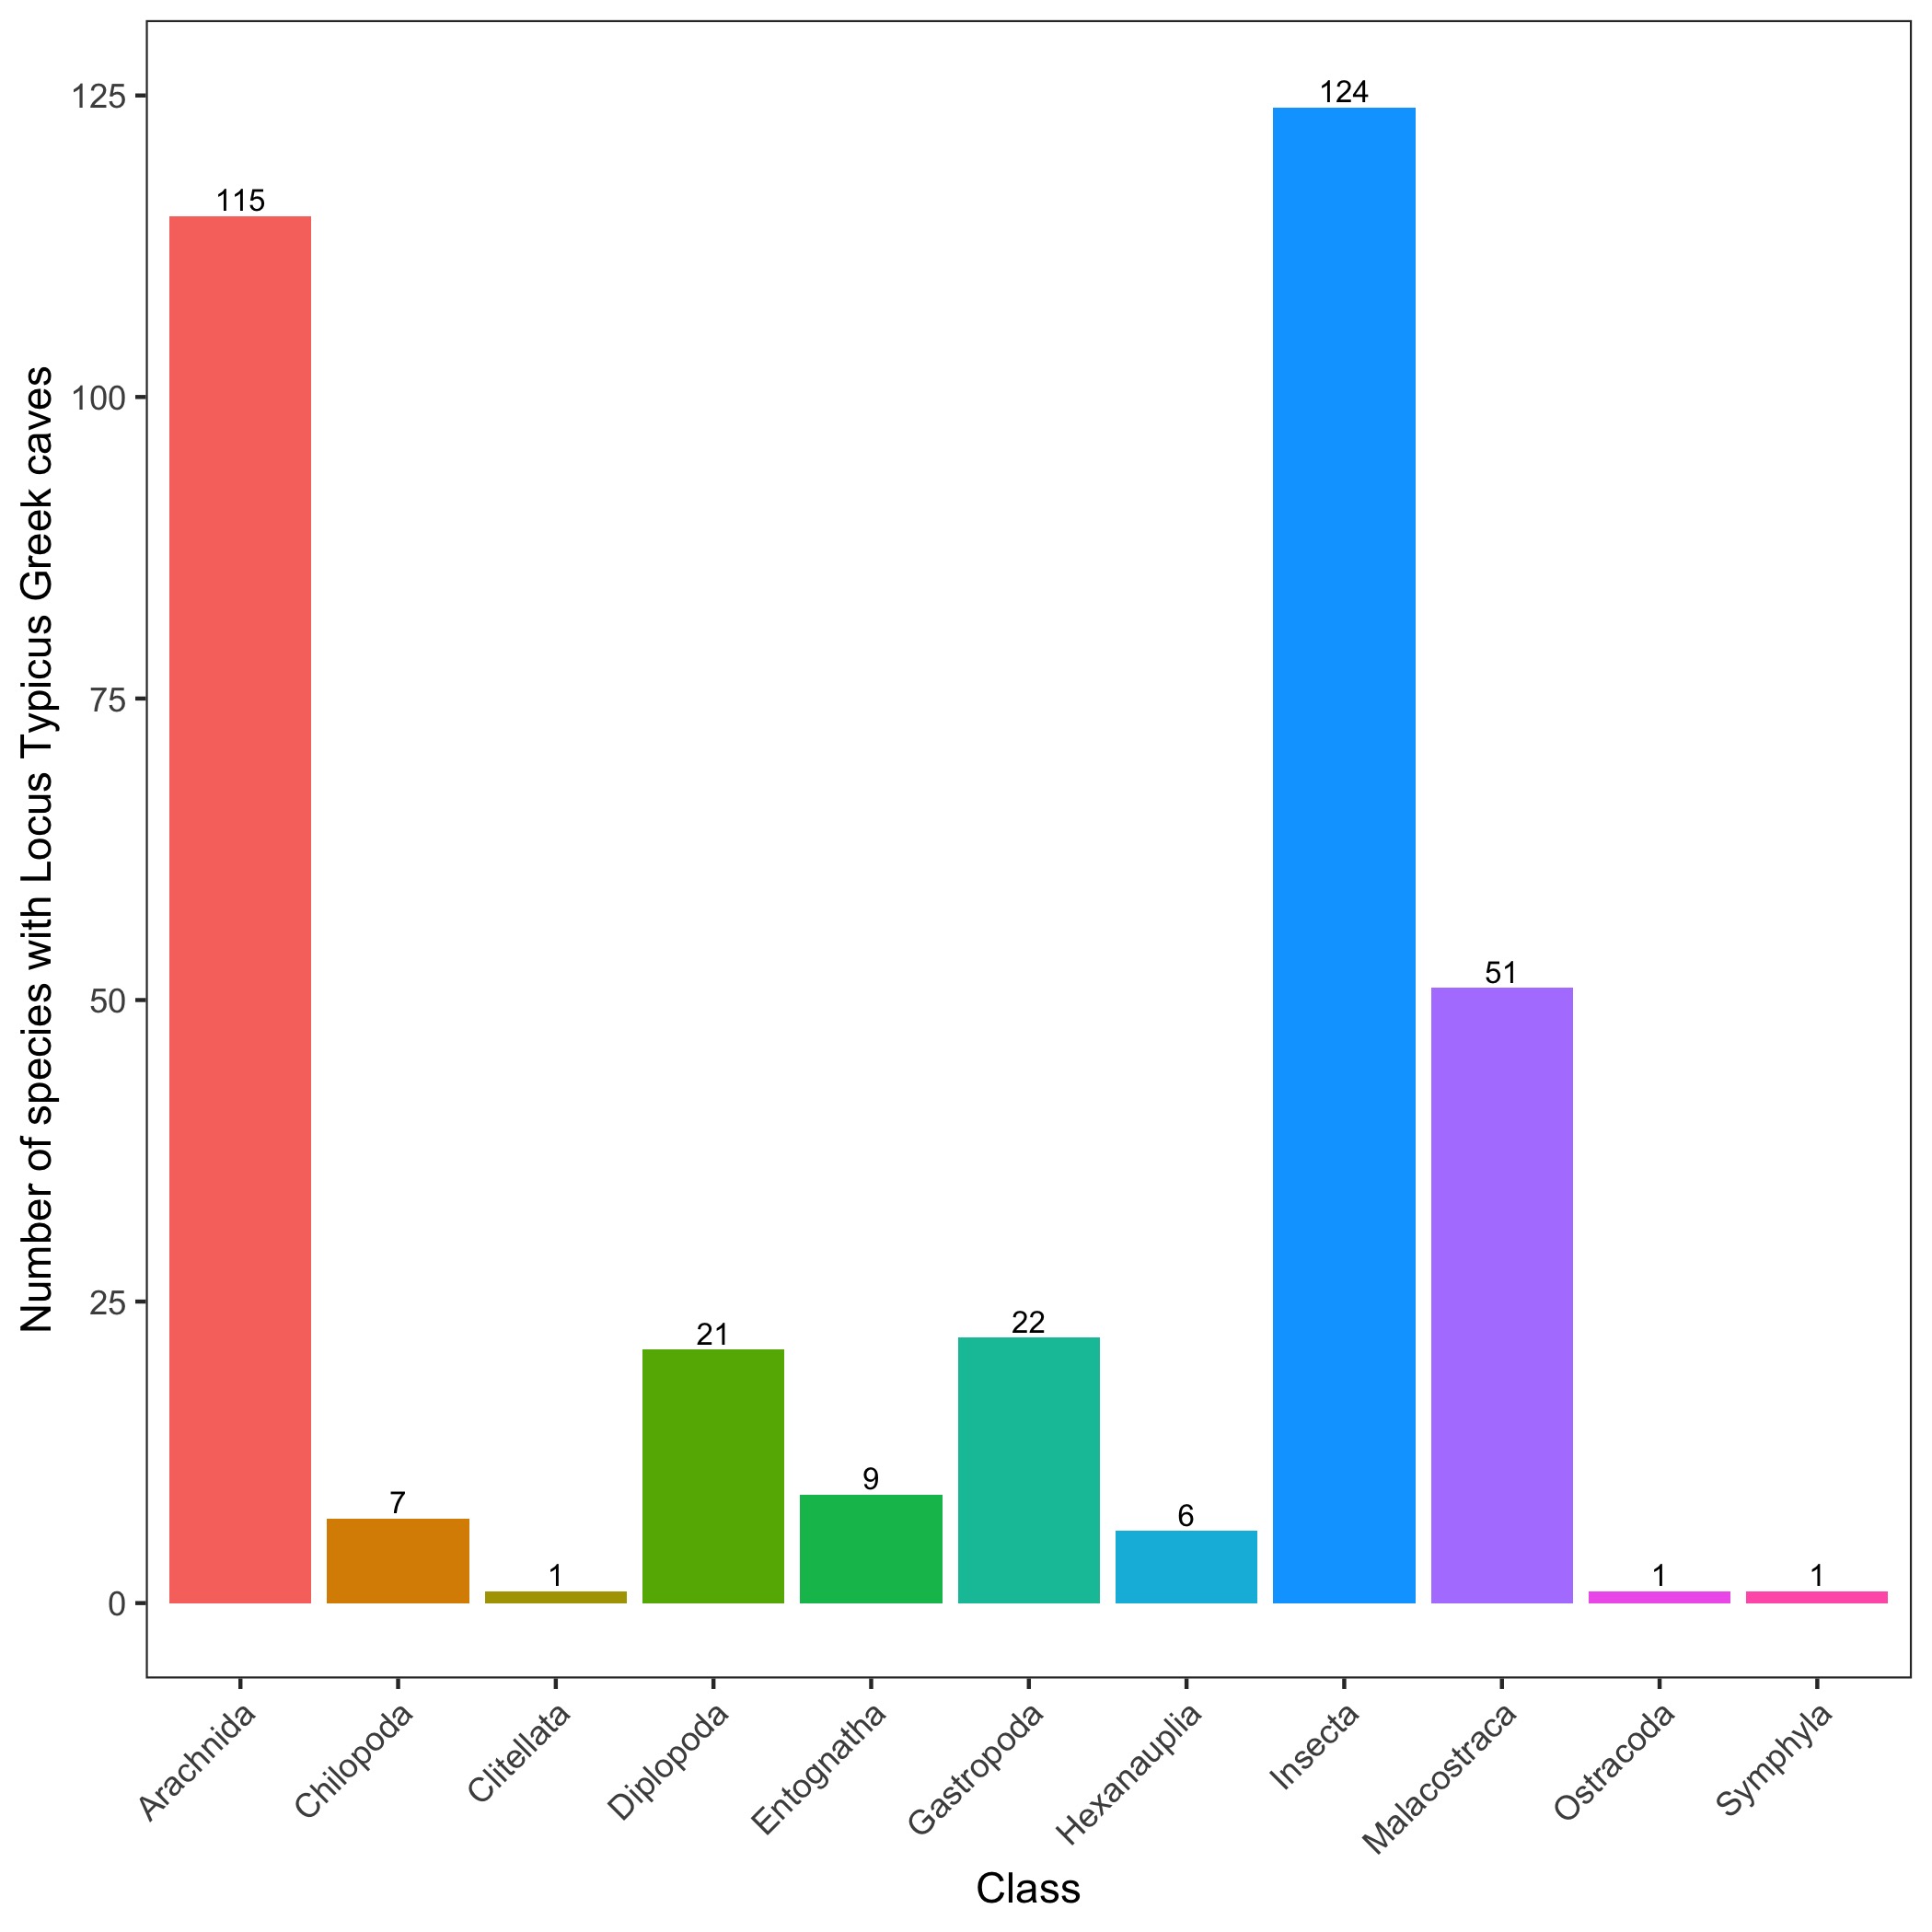 Number of species with Locus Typicus Greek caves
125
100
75
50
25
0
115
7
1
21
9
22
6
124
51
1
1
Arachnida
Chilopoda
Clitellata
Diplopoda
Entognatha
Gastropoda
Hexanauplia
Insecta
Malacostraca
Ostracoda
Symphyla
Class